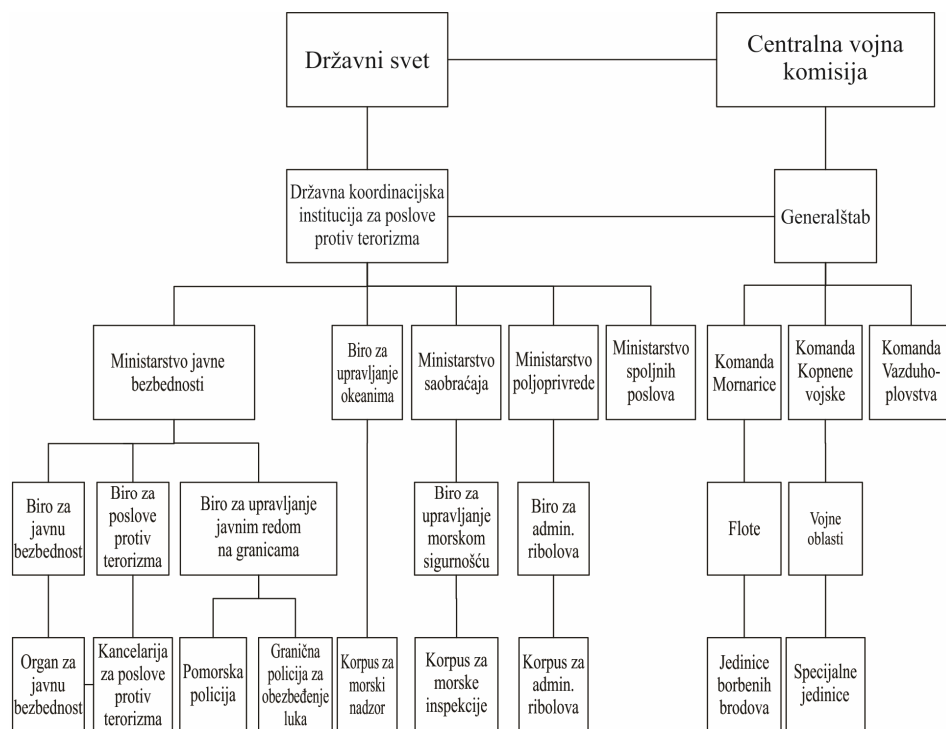 Državni svet
Centralna vojna
komisija
Državna koordinacijska
institucija za poslove
protiv terorizma
Generalštab
Ministarstvo javne
bezbednosti
Biro za
upravljanje
okeanima
Ministarstvo
saobraćaja
Ministarstvo
poljoprivrede
Ministarstvo
spoljnih
poslova
Komanda
Mornarice
Komanda
Kopnene
vojske
Komanda
Vazduho-
plovstva
Biro za
javnu
bezbednost
Biro za
poslove
protiv
terorizma
Biro za upravljanje
javnim redom
na granicama
Biro za
upravljanje
morskom
sigurnošću
Biro za
admin.
ribolova
Flote
Vojne
oblasti
Organ za
javnu
bezbednost
Kancelarija
za poslove
protiv
terorizma
Pomorska
policija
Granična
policija za
obezbeđenje
luka
Korpus za
morski
nadzor
Korpus za
morske
inspekcije
Korpus za
admin.
ribolova
Jedinice
borbenih
brodova
Specijalne
jedinice